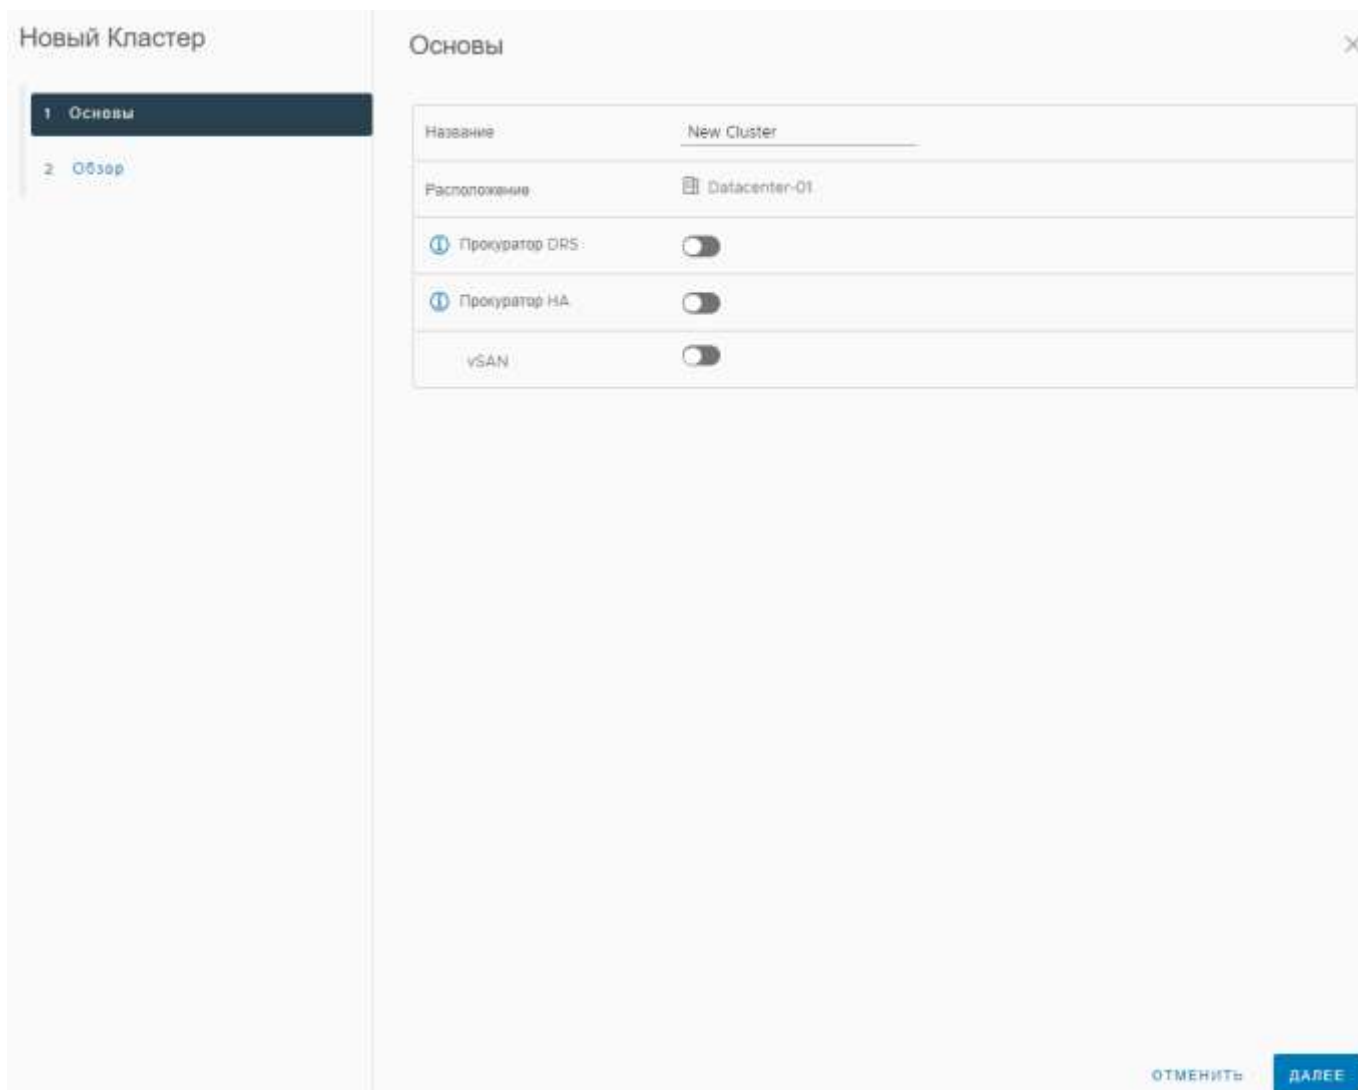 Новый Кластер
1 Основы
2 Обзор
Основы
Название New Cluster
Расположение Datacenter-01
Прокуратор DRS
Прокуратор HA
vSAN
ОТМЕНИТЬ ДАЛЕЕ